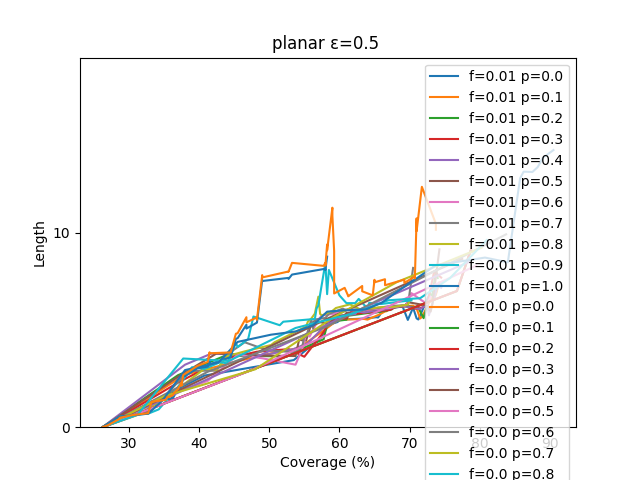 planar ε=0.5
Length
10
0
f=0.01 p=0.0
f=0.01 p=0.1
f=0.01 p=0.2
f=0.01 p=0.3
f=0.01 p=0.4
f=0.01 p=0.5
f=0.01 p=0.6
f=0.01 p=0.7
f=0.01 p=0.8
f=0.01 p=0.9
f=0.01 p=1.0
f=0.0 p=0.0
f=0.0 p=0.1
f=0.0 p=0.2
f=0.0 p=0.3
f=0.0 p=0.4
f=0.0 p=0.5
f=0.0 p=0.6
f=0.0 p=0.7
f=0.0 p=0.8
30 40 50 60 70 80 90
Coverage (%)